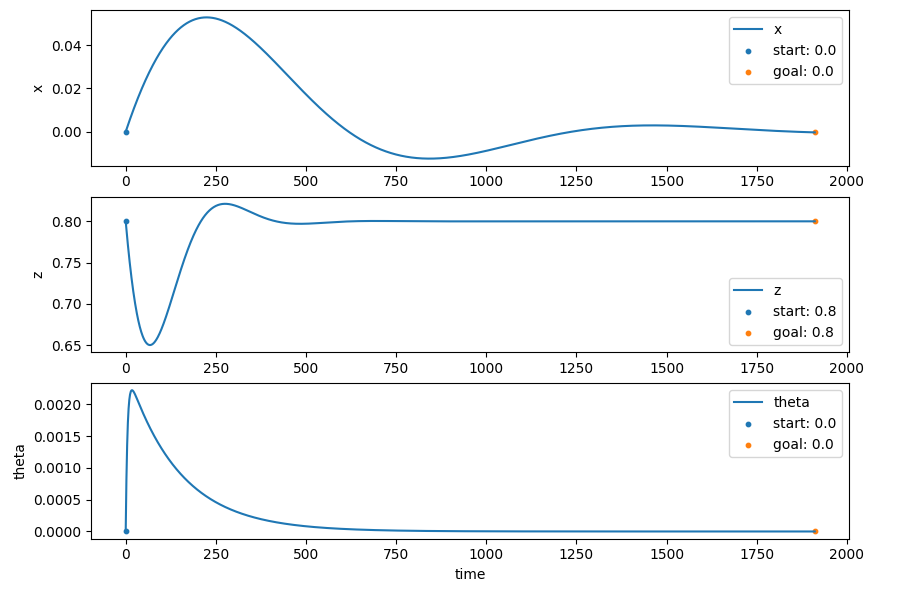 0.04
0.02
0.00
x
x
start: 0.0
goal: 0.0
0 250 500 750 1000 1250 1500 1750 2000
0.80
0.75
0.70
0.65
z
z
start: 0.8
goal: 0.8
0 250 500 750 1000 1250 1500 1750 2000
0.0020
0.0015
0.0010
0.0005
0.0000
theta
theta
start: 0.0
goal: 0.0
0 250 500 750 1000 1250 1500 1750 2000
time